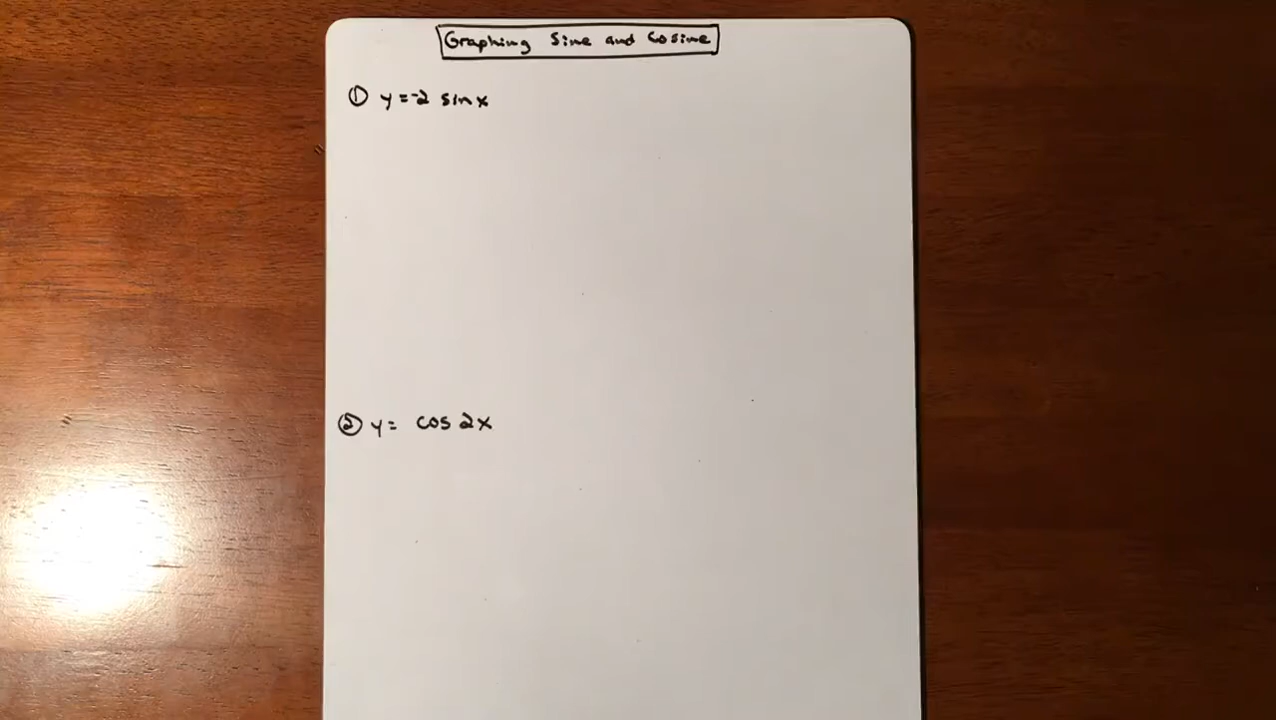 Graphing Sine and Cosine
① y = -2 sin x
② y = cos 2x